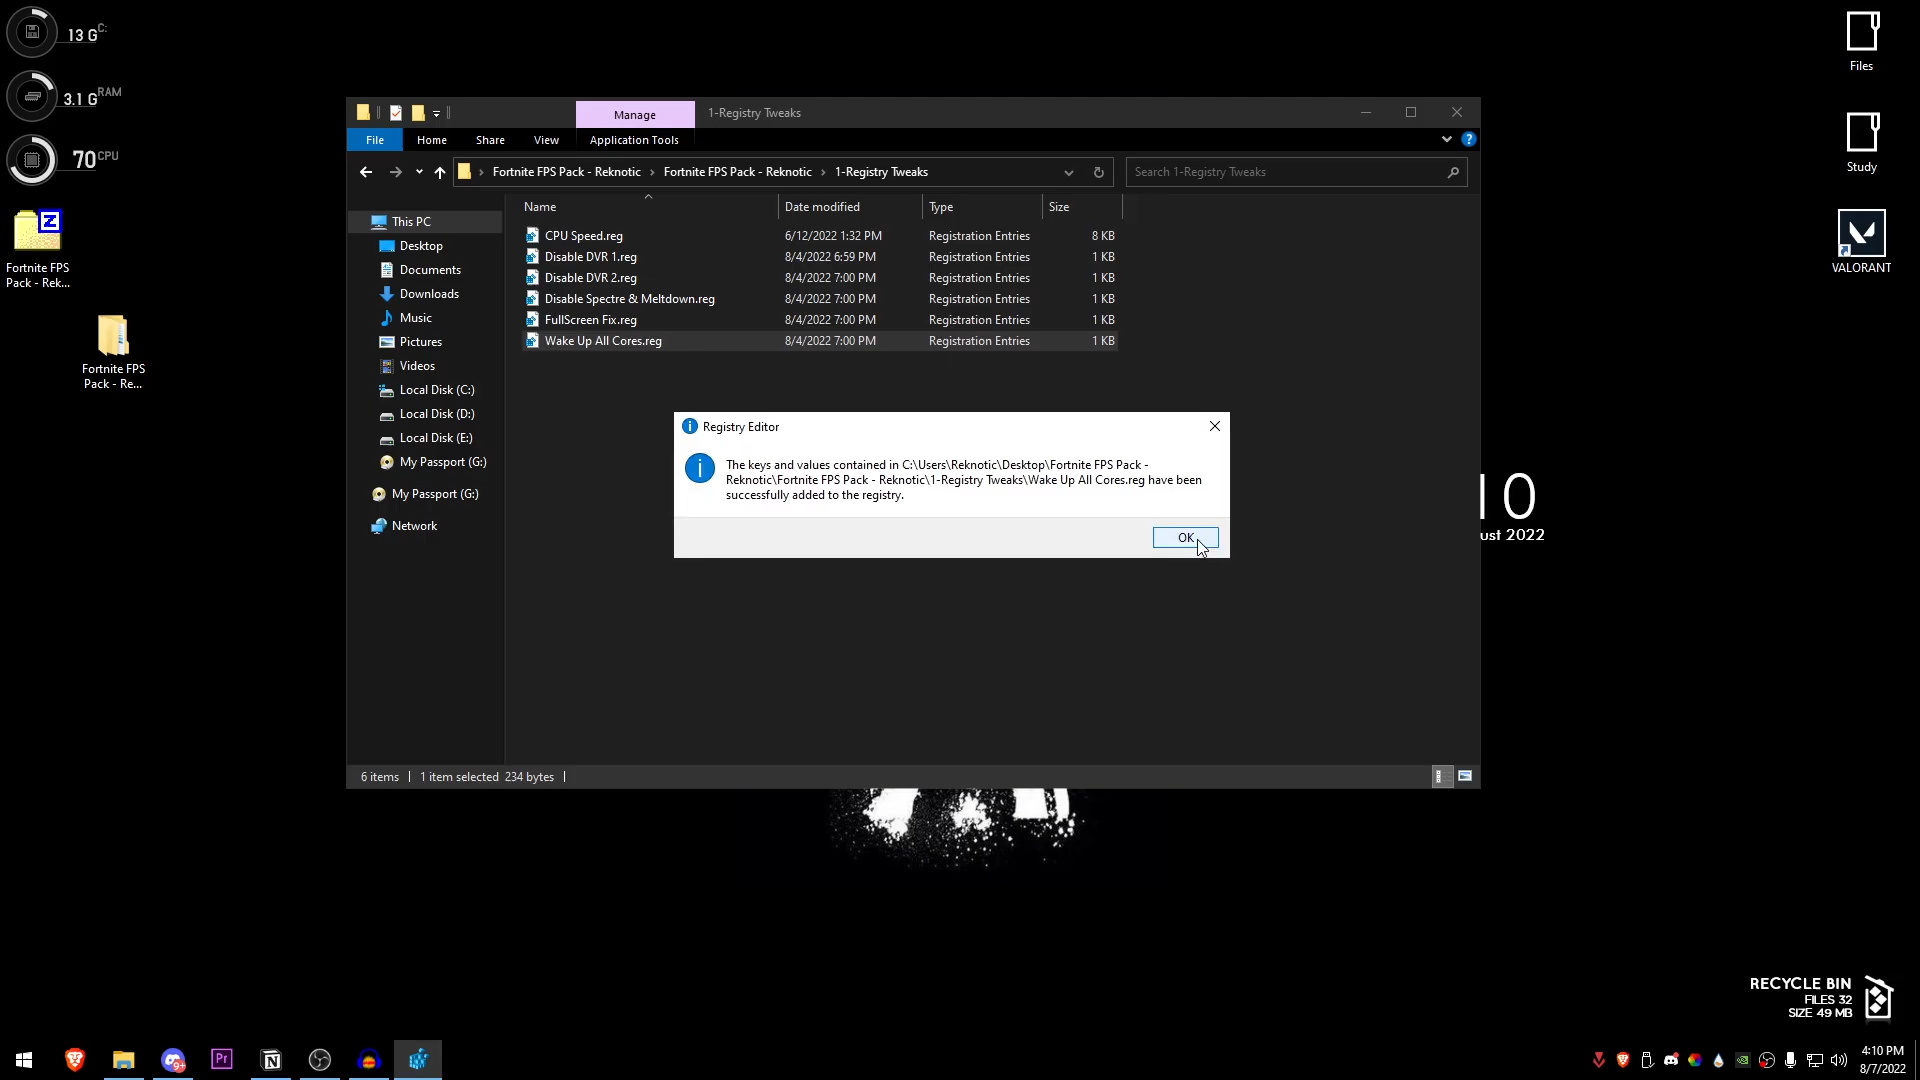 13 G C:
3.1 G RAM
70 CPU
Fortnite FPS
Pack - Rek...
Fortnite FPS
Pack - Re...
Files
Study
VALORANT
Manage
1-Registry Tweaks
File
Home
Share
View
Application Tools
Fortnite FPS Pack - Reknotic
Fortnite FPS Pack - Reknotic
1-Registry Tweaks
Search 1-Registry Tweaks
This PC
Desktop
Documents
Downloads
Music
Pictures
Videos
Local Disk (C:)
Local Disk (D:)
Local Disk (E:)
My Passport (G:)
My Passport (G:)
Network
Name Date modified Type Size
CPU Speed.reg 6/12/2022 1:32 PM Registration Entries 8 KB
Disable DVR 1.reg 8/4/2022 6:59 PM Registration Entries 1 KB
Disable DVR 2.reg 8/4/2022 7:00 PM Registration Entries 1 KB
Disable Spectre & Meltdown.reg 8/4/2022 7:00 PM Registration Entries 1 KB
FullScreen Fix.reg 8/4/2022 7:00 PM Registration Entries 1 KB
Wake Up All Cores.reg 8/4/2022 7:00 PM Registration Entries 1 KB
Registry Editor
The keys and values contained in C:\Users\Reknotic\Desktop\Fortnite FPS Pack -
Reknotic\Fortnite FPS Pack - Reknotic\1-Registry Tweaks\Wake Up All Cores.reg have been
successfully added to the registry.
OK
10
ust 2022
6 items
1 item selected 234 bytes
RECYCLE BIN
FILES 32
SIZE 49 MB
9+
Pr
4:10 PM
8/7/2022